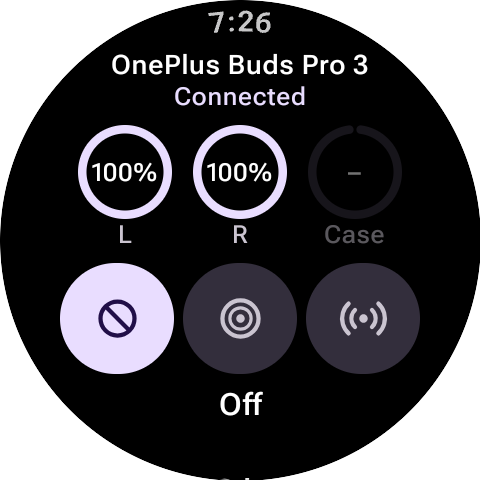 7:26
OnePlus Buds Pro 3
Connected
100% 100% –
L R Case
Off